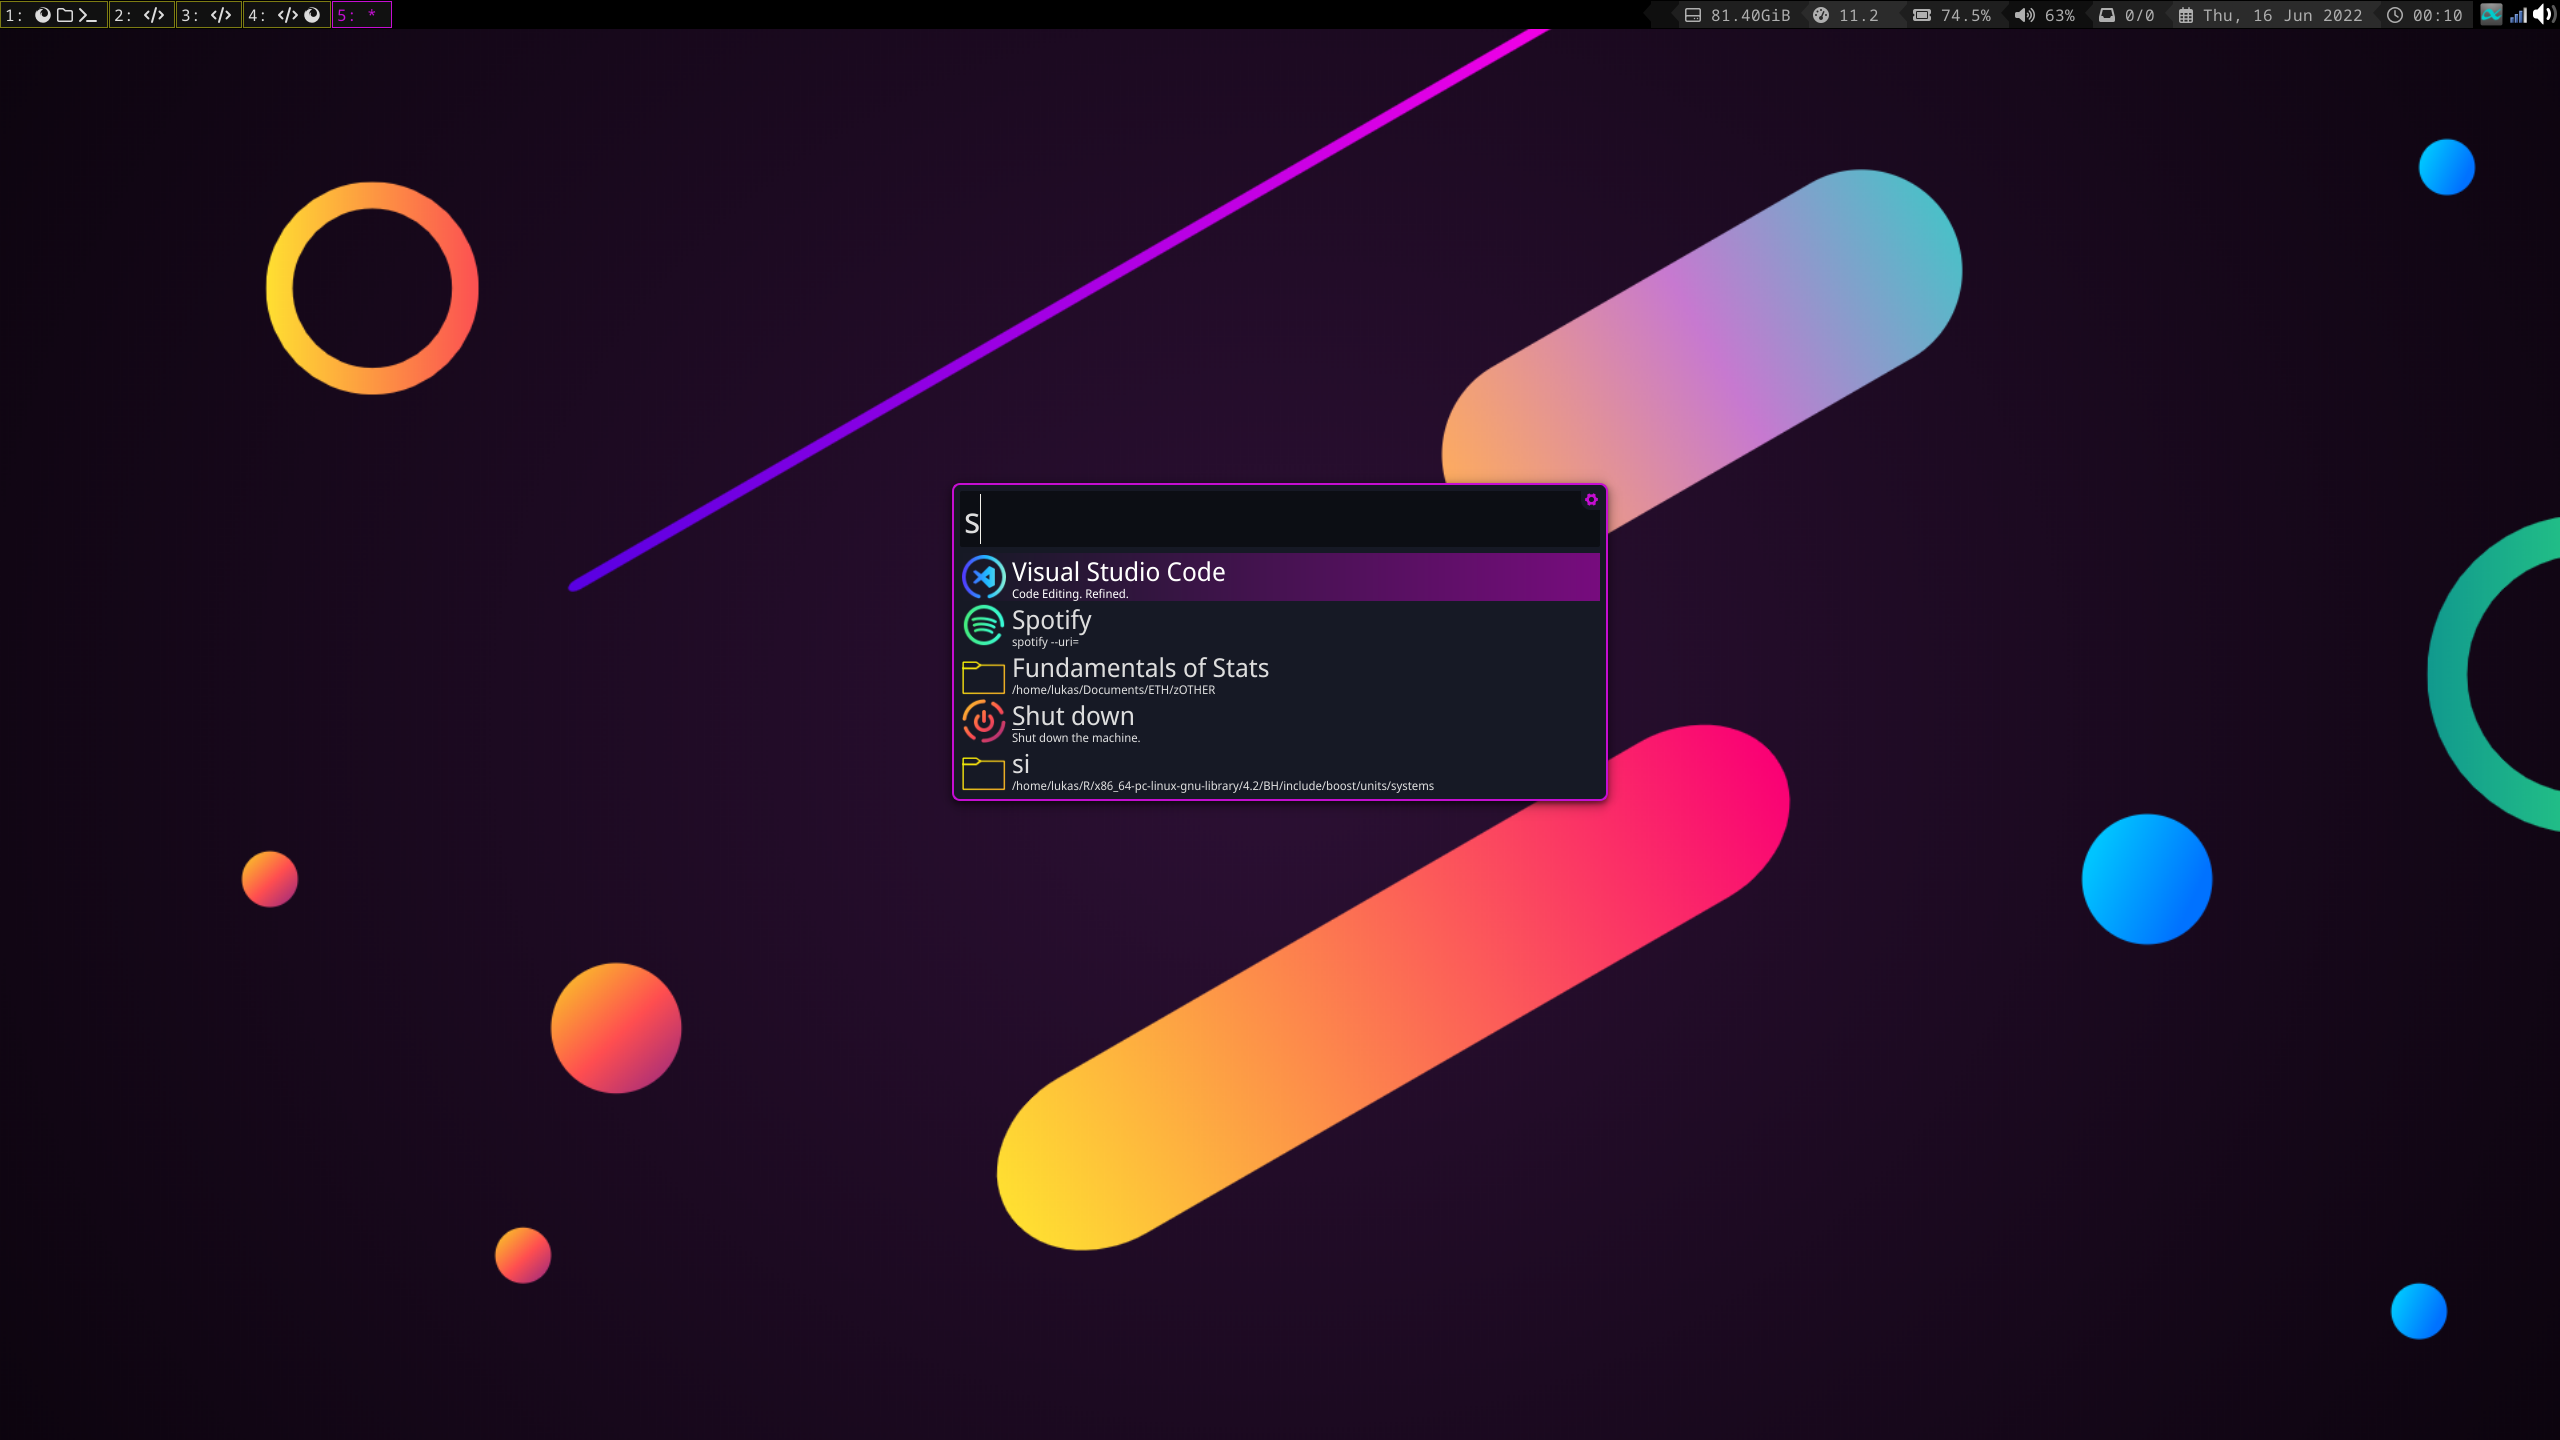 1:
2: </>
3: </>
4: </>
5: *
81.40GiB 11.2 74.5% 63% 0/0 Thu, 16 Jun 2022 00:10
s
Visual Studio Code
Code Editing. Refined.
Spotify
spotify --uri=
Fundamentals of Stats
/home/lukas/Documents/ETH/zOTHER
Shut down
Shut down the machine.
si
/home/lukas/R/x86_64-pc-linux-gnu-library/4.2/BH/include/boost/units/systems